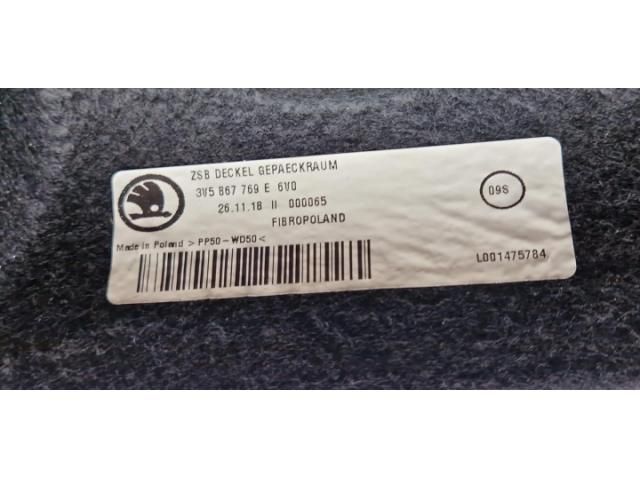 ZSB DECKEL GEPAECKRAUM
3V5 867 769 E 6V0
26.11.18 II 000065
FIBROPOLAND
09S
Made in Poland > PP50-WD50<
L001475784